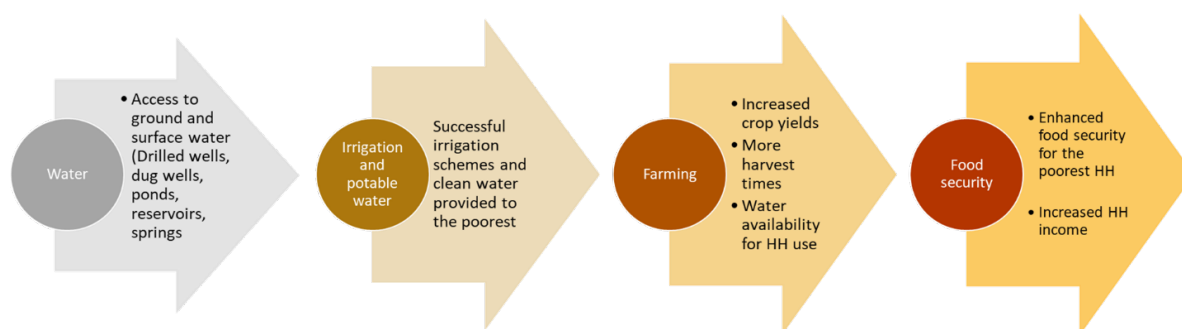 Water
• Access to
ground and
surface water
(Drilled wells,
dug wells,
ponds,
reservoirs,
springs
Irrigation
and
potable
water
Successful
irrigation
schemes and
clean water
provided to
the poorest
Farming
• Increased
crop yields
• More
harvest
times
• Water
availability
for HH use
Food
security
• Enhanced
food security
for the
poorest HH
• Increased HH
income